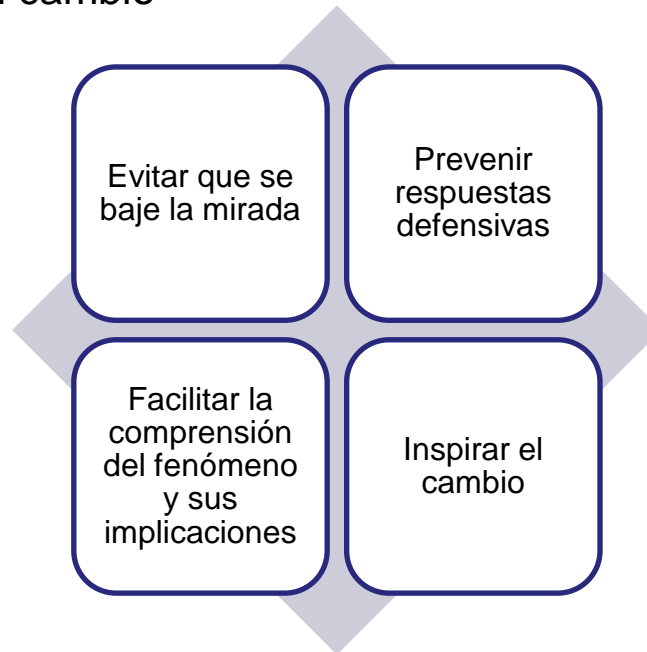 cambio
Evitar que se
baje la mirada
Prevenir
respuestas
defensivas
Facilitar la
comprensión
del fenómeno
y sus
implicaciones
Inspirar el
cambio